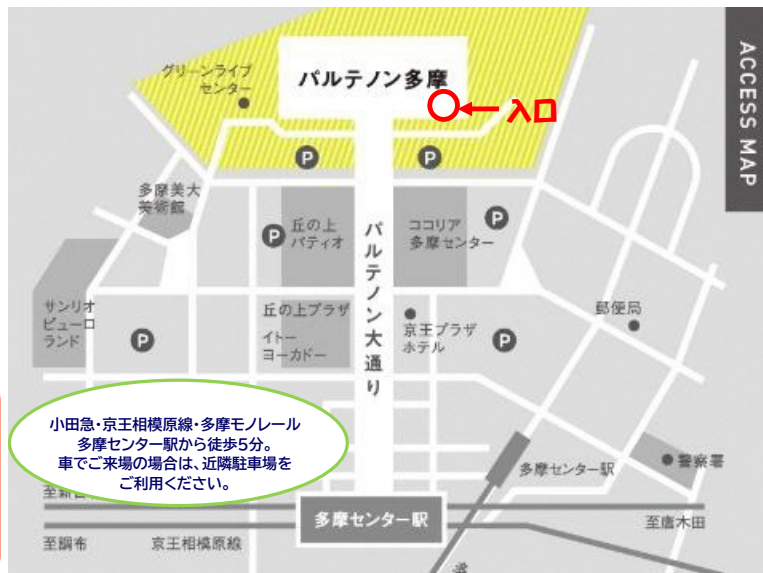 ACCESS MAP
グリーンライブ
センター
パルテノン多摩
入口
P
P
多摩美大
美術館
P
丘の上
パティオ
パルテノン大通り
ココリア
多摩センター
P
サンリオ
ピューロ
ランド
P
丘の上プラザ
イトー
ヨーカドー
京王プラザ
ホテル
P
郵便局
小田急・京王相模原線・多摩モノレール
多摩センター駅から徒歩5分。
車でご来場の場合は、近隣駐車場を
ご利用ください。
多摩センター駅
警察署
多摩センター駅
至唐木田
至調布
京王相模原線